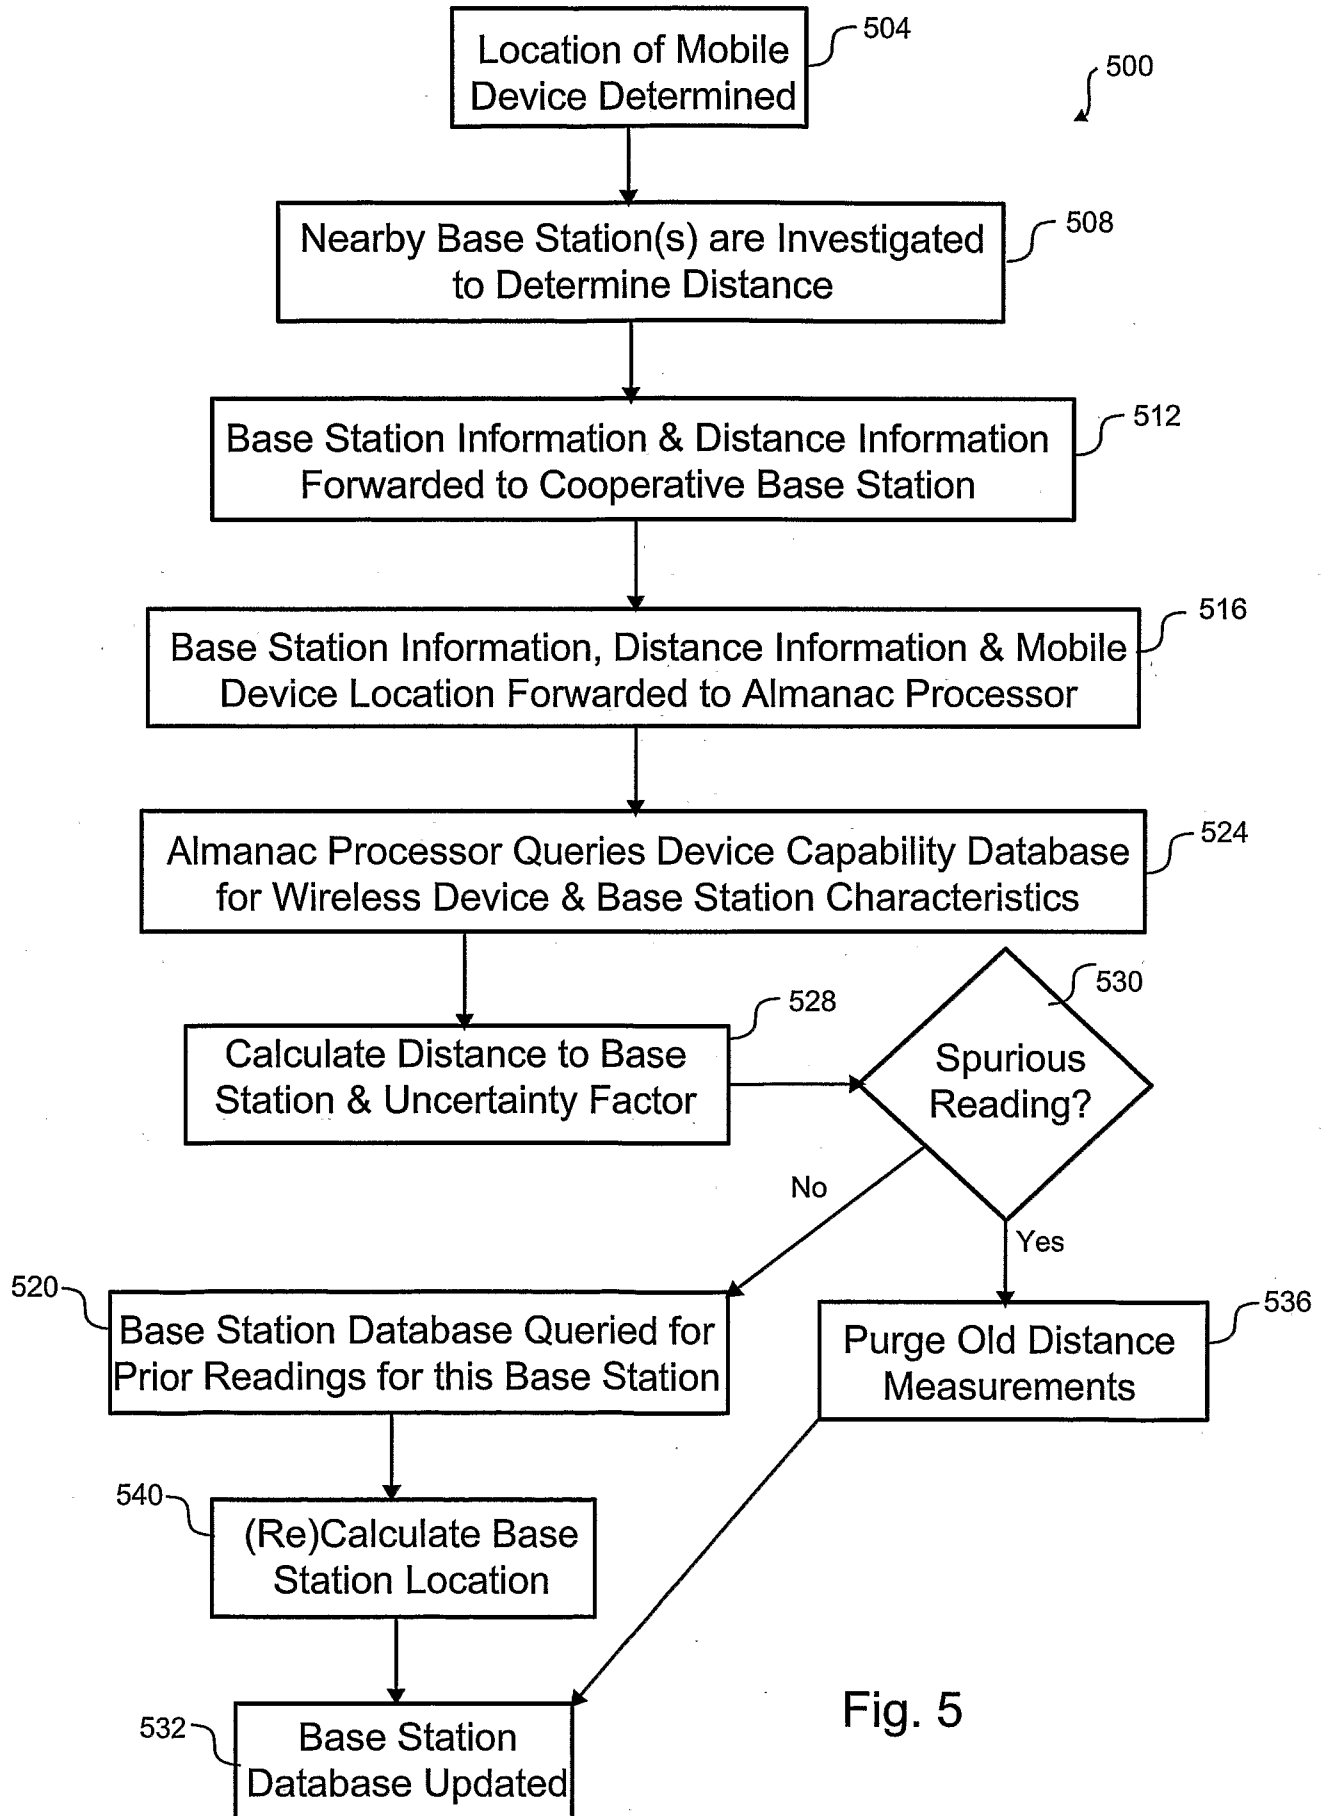 504
Location of Mobile
Device Determined
500
508
Nearby Base Station(s) are Investigated
to Determine Distance
512
Base Station Information & Distance Information
Forwarded to Cooperative Base Station
516
Base Station Information, Distance Information & Mobile
Device Location Forwarded to Almanac Processor
524
Almanac Processor Queries Device Capability Database
for Wireless Device & Base Station Characteristics
528
Calculate Distance to Base
Station & Uncertainty Factor
530
Spurious
Reading?
No
Yes
520
Base Station Database Queried for
Prior Readings for this Base Station
536
Purge Old Distance
Measurements
540
(Re)Calculate Base
Station Location
532
Base Station
Database Updated
Fig. 5